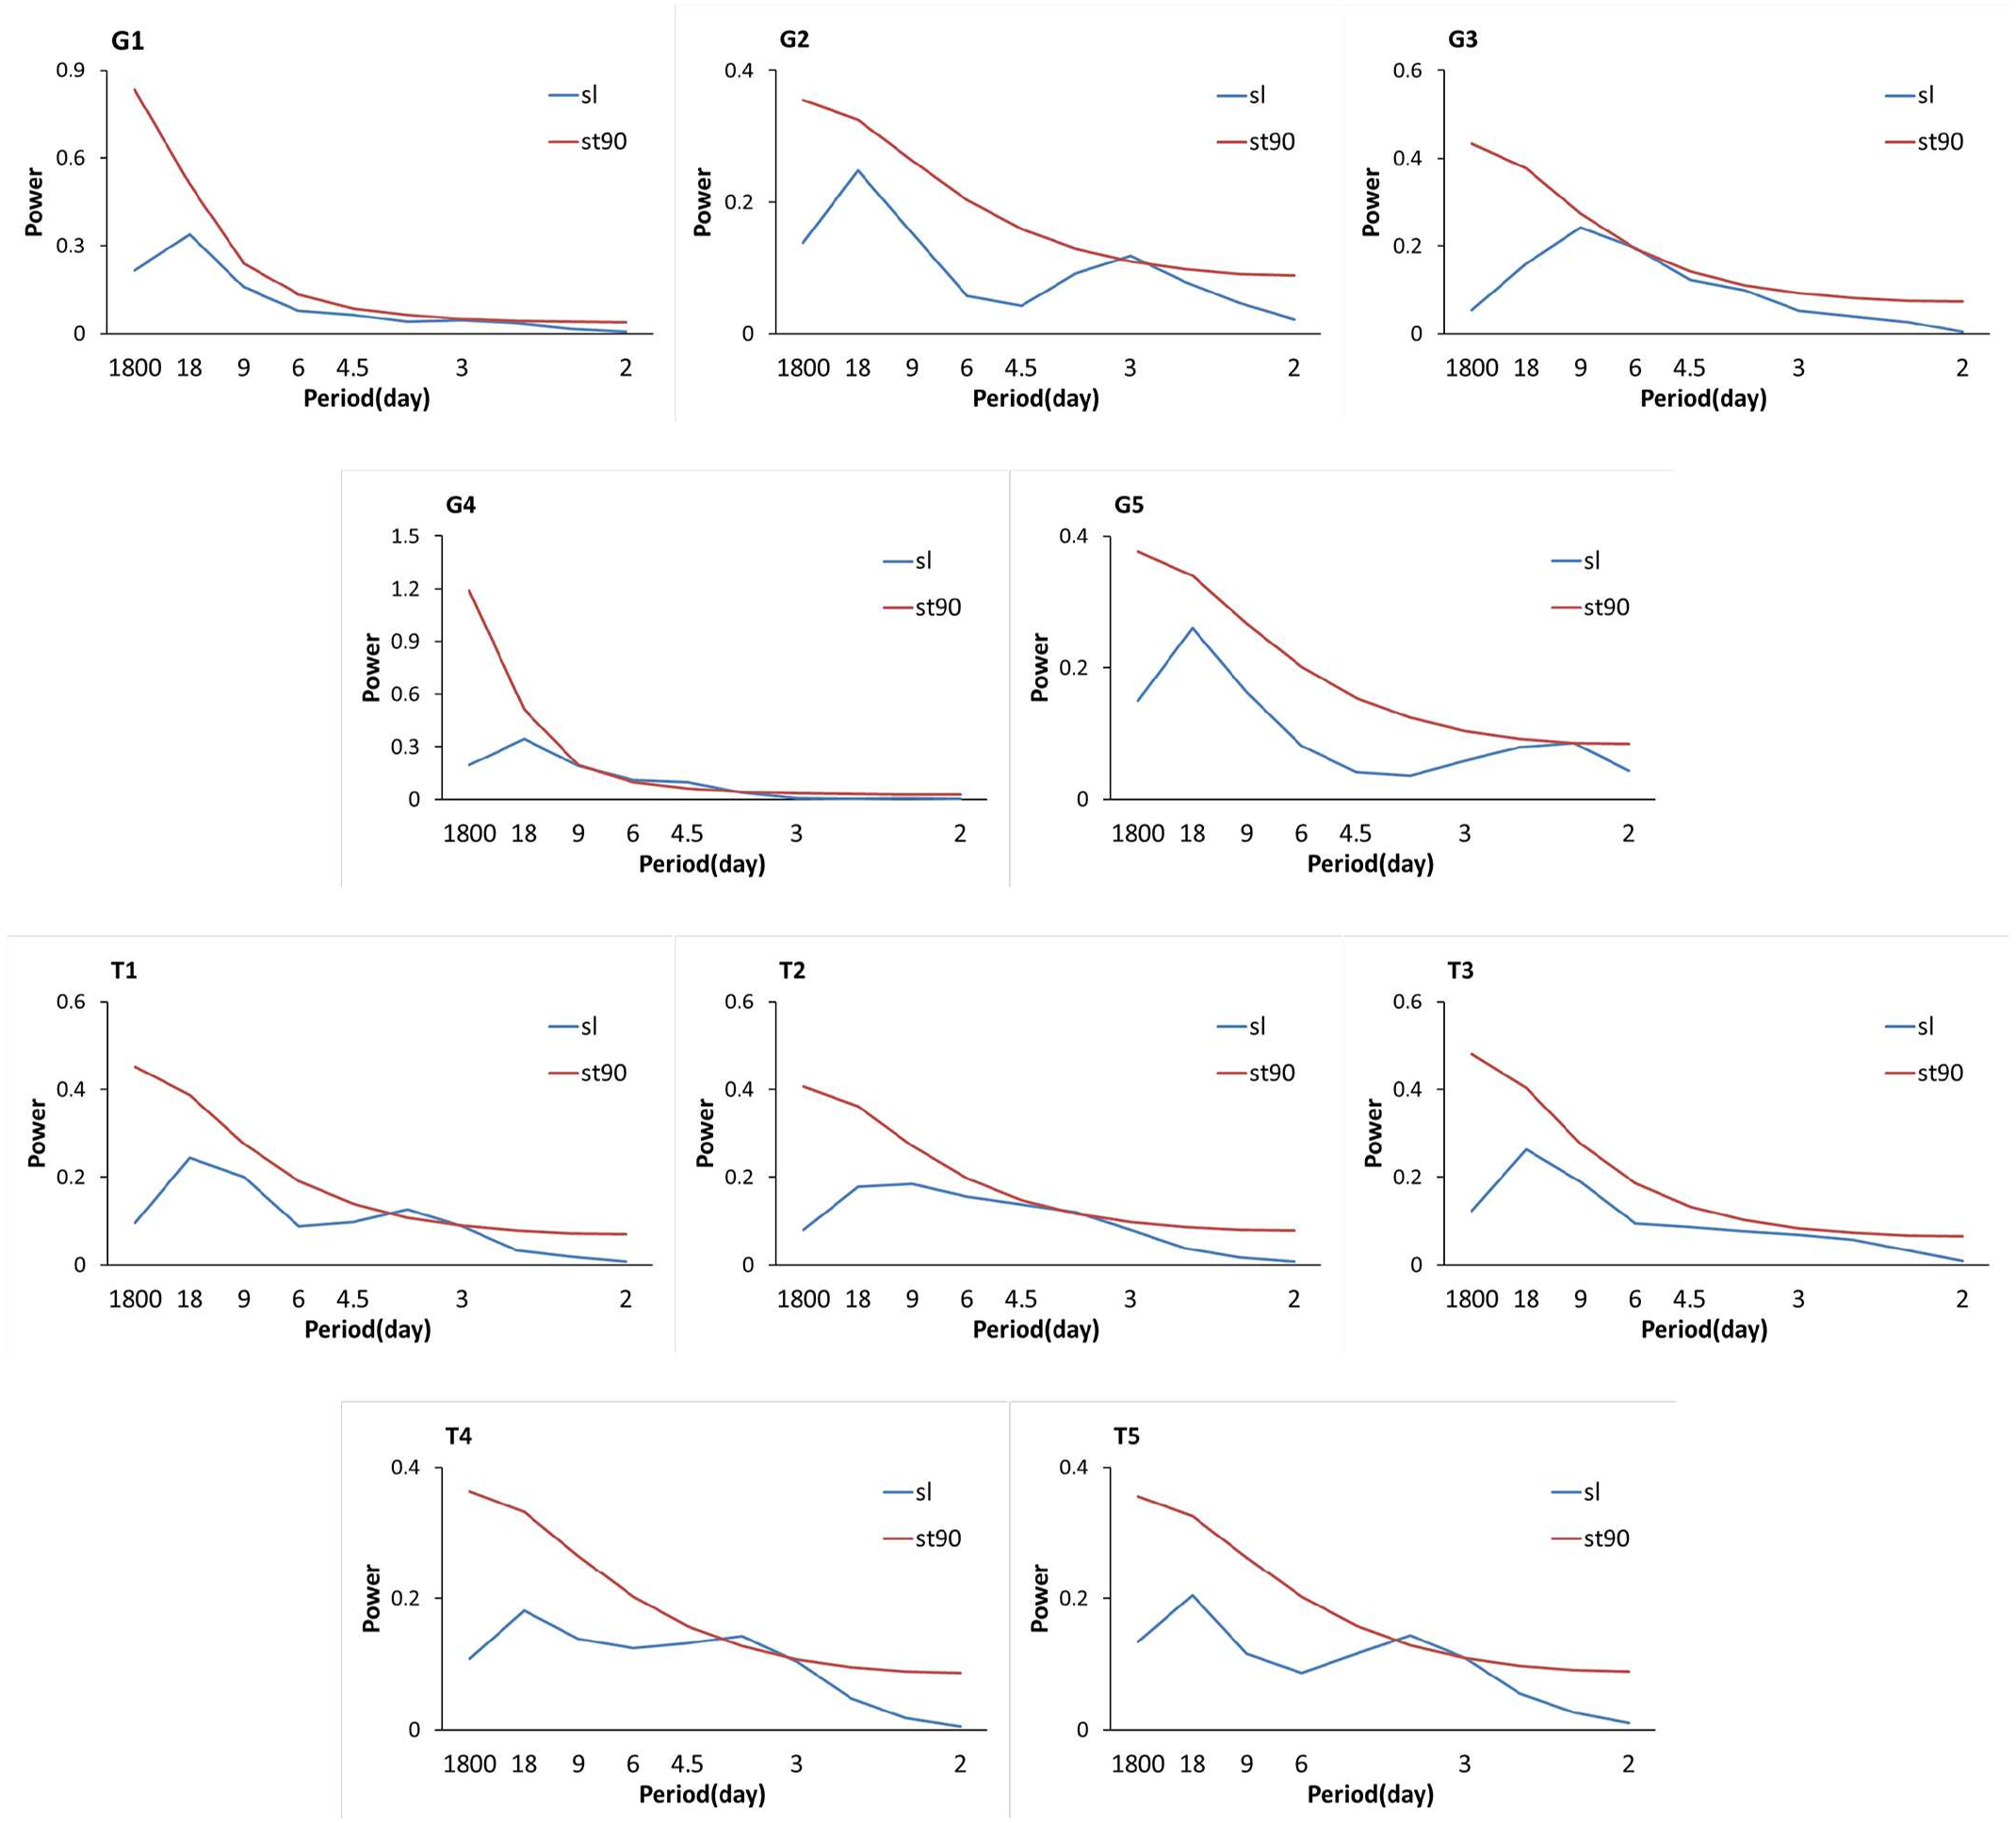 G1
0.9
0.6
0.3
0
Power
sl
st90
1800 18 9 6 4.5 3 2
Period(day)
G2
0.4
0.2
0
Power
sl
st90
1800 18 9 6 4.5 3 2
Period(day)
G3
0.6
0.4
0.2
0
Power
sl
st90
1800 18 9 6 4.5 3 2
Period(day)
G4
1.5
1.2
0.9
0.6
0.3
0
Power
sl
st90
1800 18 9 6 4.5 3 2
Period(day)
G5
0.4
0.2
0
Power
sl
st90
1800 18 9 6 4.5 3 2
Period(day)
T1
0.6
0.4
0.2
0
Power
sl
st90
1800 18 9 6 4.5 3 2
Period(day)
T2
0.6
0.4
0.2
0
Power
sl
st90
1800 18 9 6 4.5 3 2
Period(day)
T3
0.6
0.4
0.2
0
Power
sl
st90
1800 18 9 6 4.5 3 2
Period(day)
T4
0.4
0.2
0
Power
sl
st90
1800 18 9 6 4.5 3 2
Period(day)
T5
0.4
0.2
0
Power
sl
st90
1800 18 9 6 3 2
Period(day)